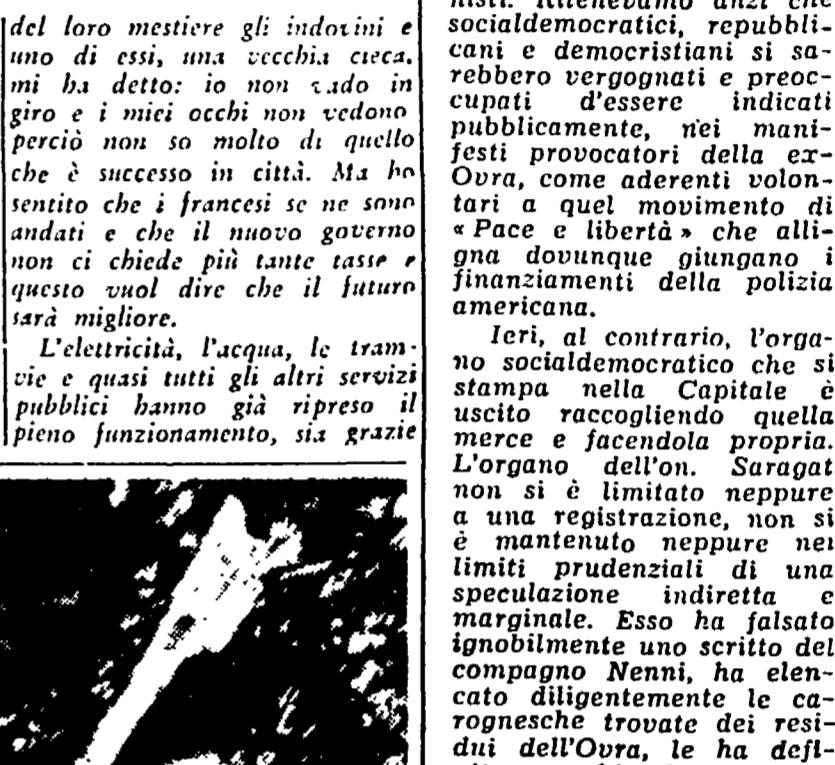 del loro mestiere gli indovini e
uno di essi, una vecchia cieca,
mi ha detto: io non vado in
giro e i miei occhi non vedono
perciò non so molto di quello
che è successo in città. Ma ho
sentito che i francesi se ne sono
andati e che il nuovo governo
non ci chiede più tante tasse e
questo vuol dire che il futuro
sarà migliore.
L'elettricità, l'acqua, le tram-
vie e quasi tutti gli altri servizi
pubblici hanno già ripreso il
pieno funzionamento, sia grazie
socialdemocratici, repubbli-
cani e democristiani si sa-
rebbero vergognati e preoc-
cupati d'essere indicati
pubblicamente, nei mani-
festi provocatori della ex-
Ovra, come aderenti volon-
tari a quel movimento di
« Pace e libertà » che alli-
gna dovunque giungano i
finanziamenti della polizia
americana.
Ieri, al contrario, l'orga-
no socialdemocratico che si
stampa nella Capitale è
uscito raccogliendo quella
merce e facendola propria.
L'organo dell'on. Saragat
non si è limitato neppure
a una registrazione, non si
è mantenuto neppure nei
limiti prudenziali di una
speculazione indiretta e
marginale. Esso ha falsato
ignobilmente uno scritto del
compagno Nenni, ha elen-
cato diligentemente le ca-
rognesche trovate dei resi-
dui dell'Ovra, le ha defi-